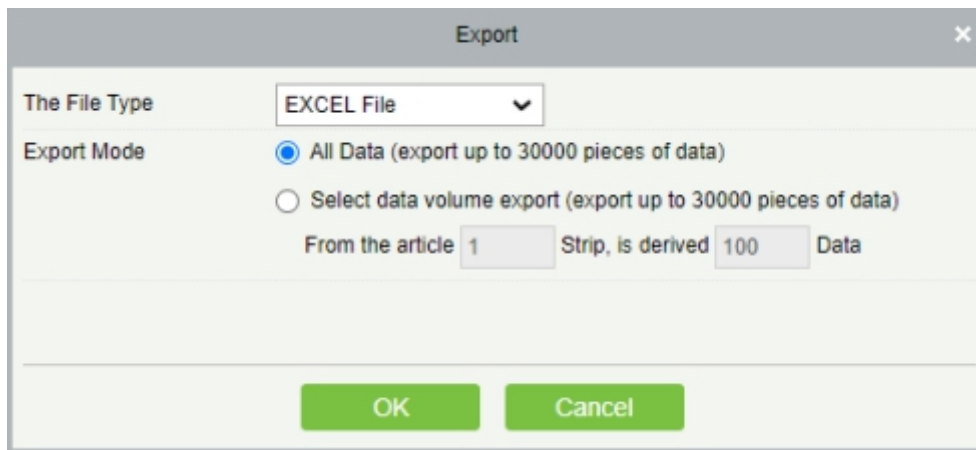 Export
The File Type EXCEL File
Export Mode All Data (export up to 30000 pieces of data)
Select data volume export (export up to 30000 pieces of data)
From the article 1 Strip, is derived 100 Data
OK Cancel